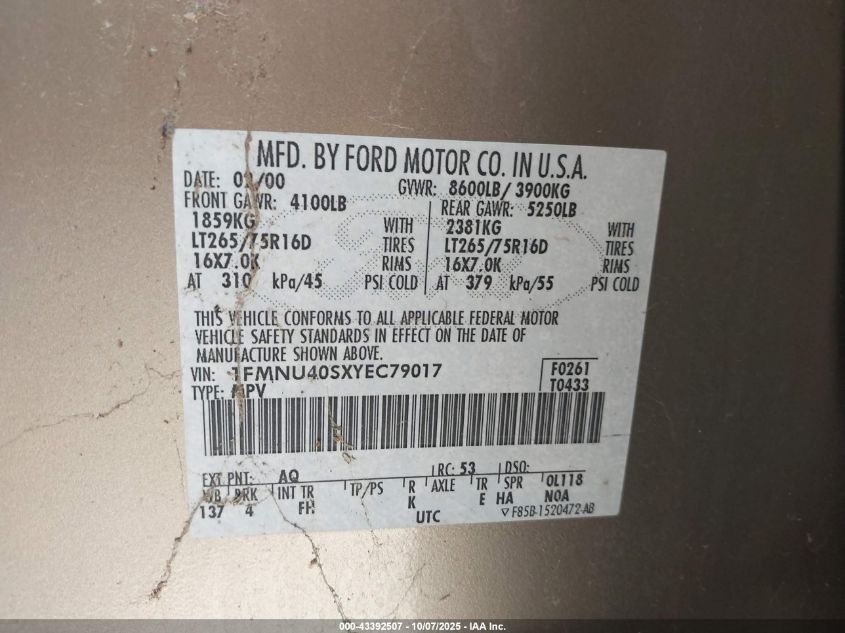 MFD. BY FORD MOTOR CO. IN U.S.A.
DATE: /00 GVWR: 8600LB/ 3900KG
FRONT GAWR: 4100LB REAR GAWR: 5250LB
1859KG WITH 2381KG WITH
LT265/75R16D TIRES LT265/75R16D TIRES
16X7.0K RIMS 16X7.0K RIMS
AT 310 kPa/45 PSI COLD AT 379 kPa/55 PSI COLD
THIS VEHICLE CONFORMS TO ALL APPLICABLE FEDERAL MOTOR
VEHICLE SAFETY STANDARDS IN EFFECT ON THE DATE OF
MANUFACTURE SHOWN ABOVE.
VIN: 1FMNU40SXYEC79017 F0261
TYPE: MPV T0433
EXT PNT: AQ RC: 53 DSO:
WB BRK INT TR TP/PS R AXLE TR SPR OL118
137 4 FH K E HA NOA
UTC ▽ F85B-1520472-AB
000-43392507 - 10/07/2025 - IAA Inc.